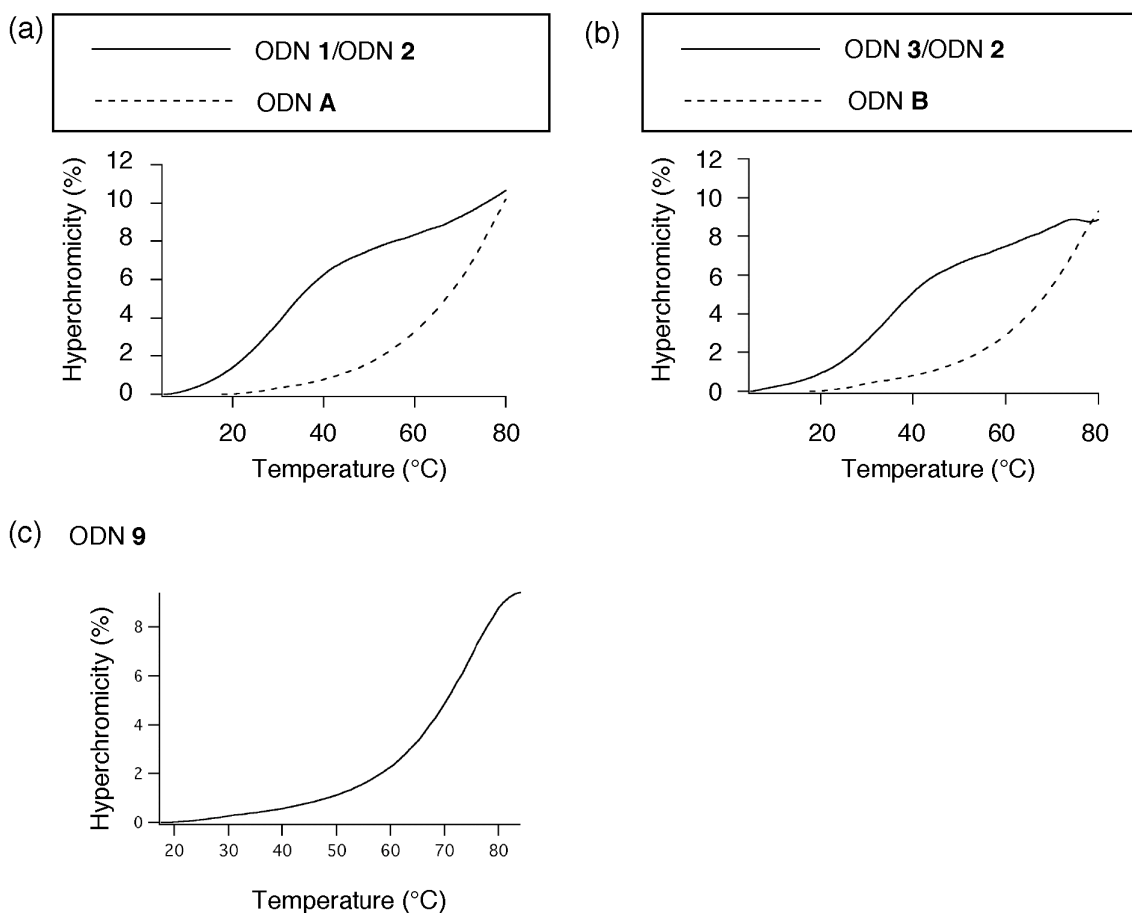 (a)
ODN 1/ODN 2
ODN A
Hyperchromicity (%)
12
10
8
6
4
2
0
20 40 60 80
Temperature (°C)
(b)
ODN 3/ODN 2
ODN B
Hyperchromicity (%)
12
10
8
6
4
2
0
20 40 60 80
Temperature (°C)
(c) ODN 9
Hyperchromicity (%)
8
6
4
2
0
20 30 40 50 60 70 80
Temperature (°C)